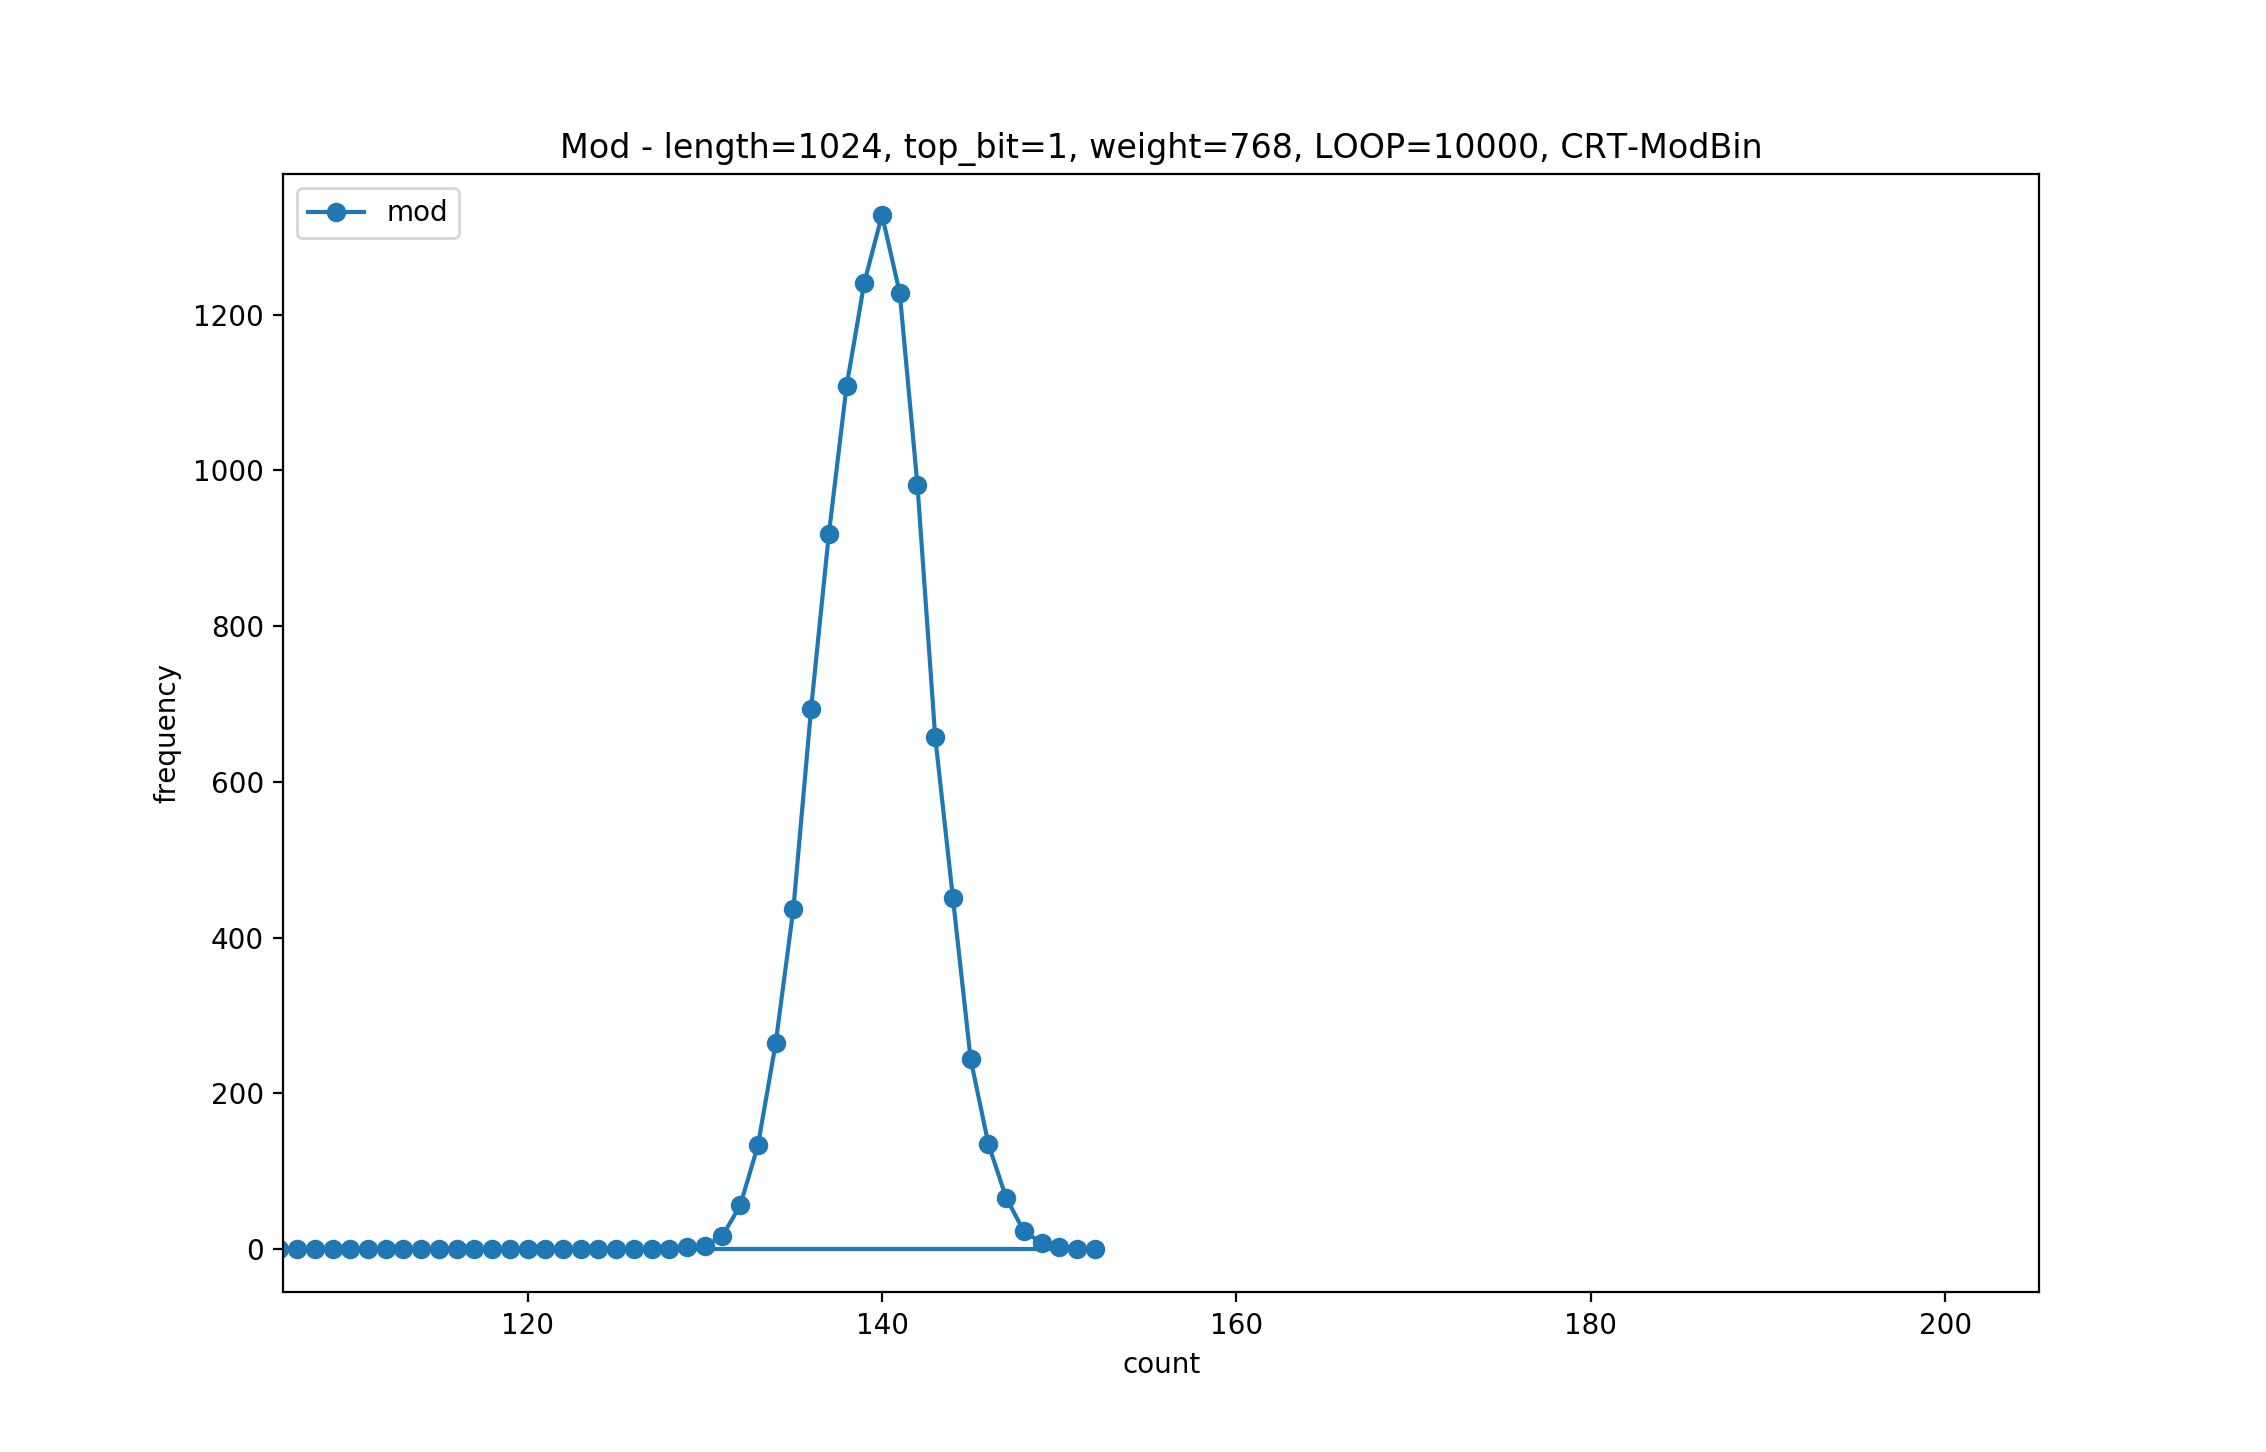 Mod - length=1024, top_bit=1, weight=768, LOOP=10000, CRT-ModBin
mod
1200
1000
800
600
400
200
0
frequency
120 140 160 180 200
count